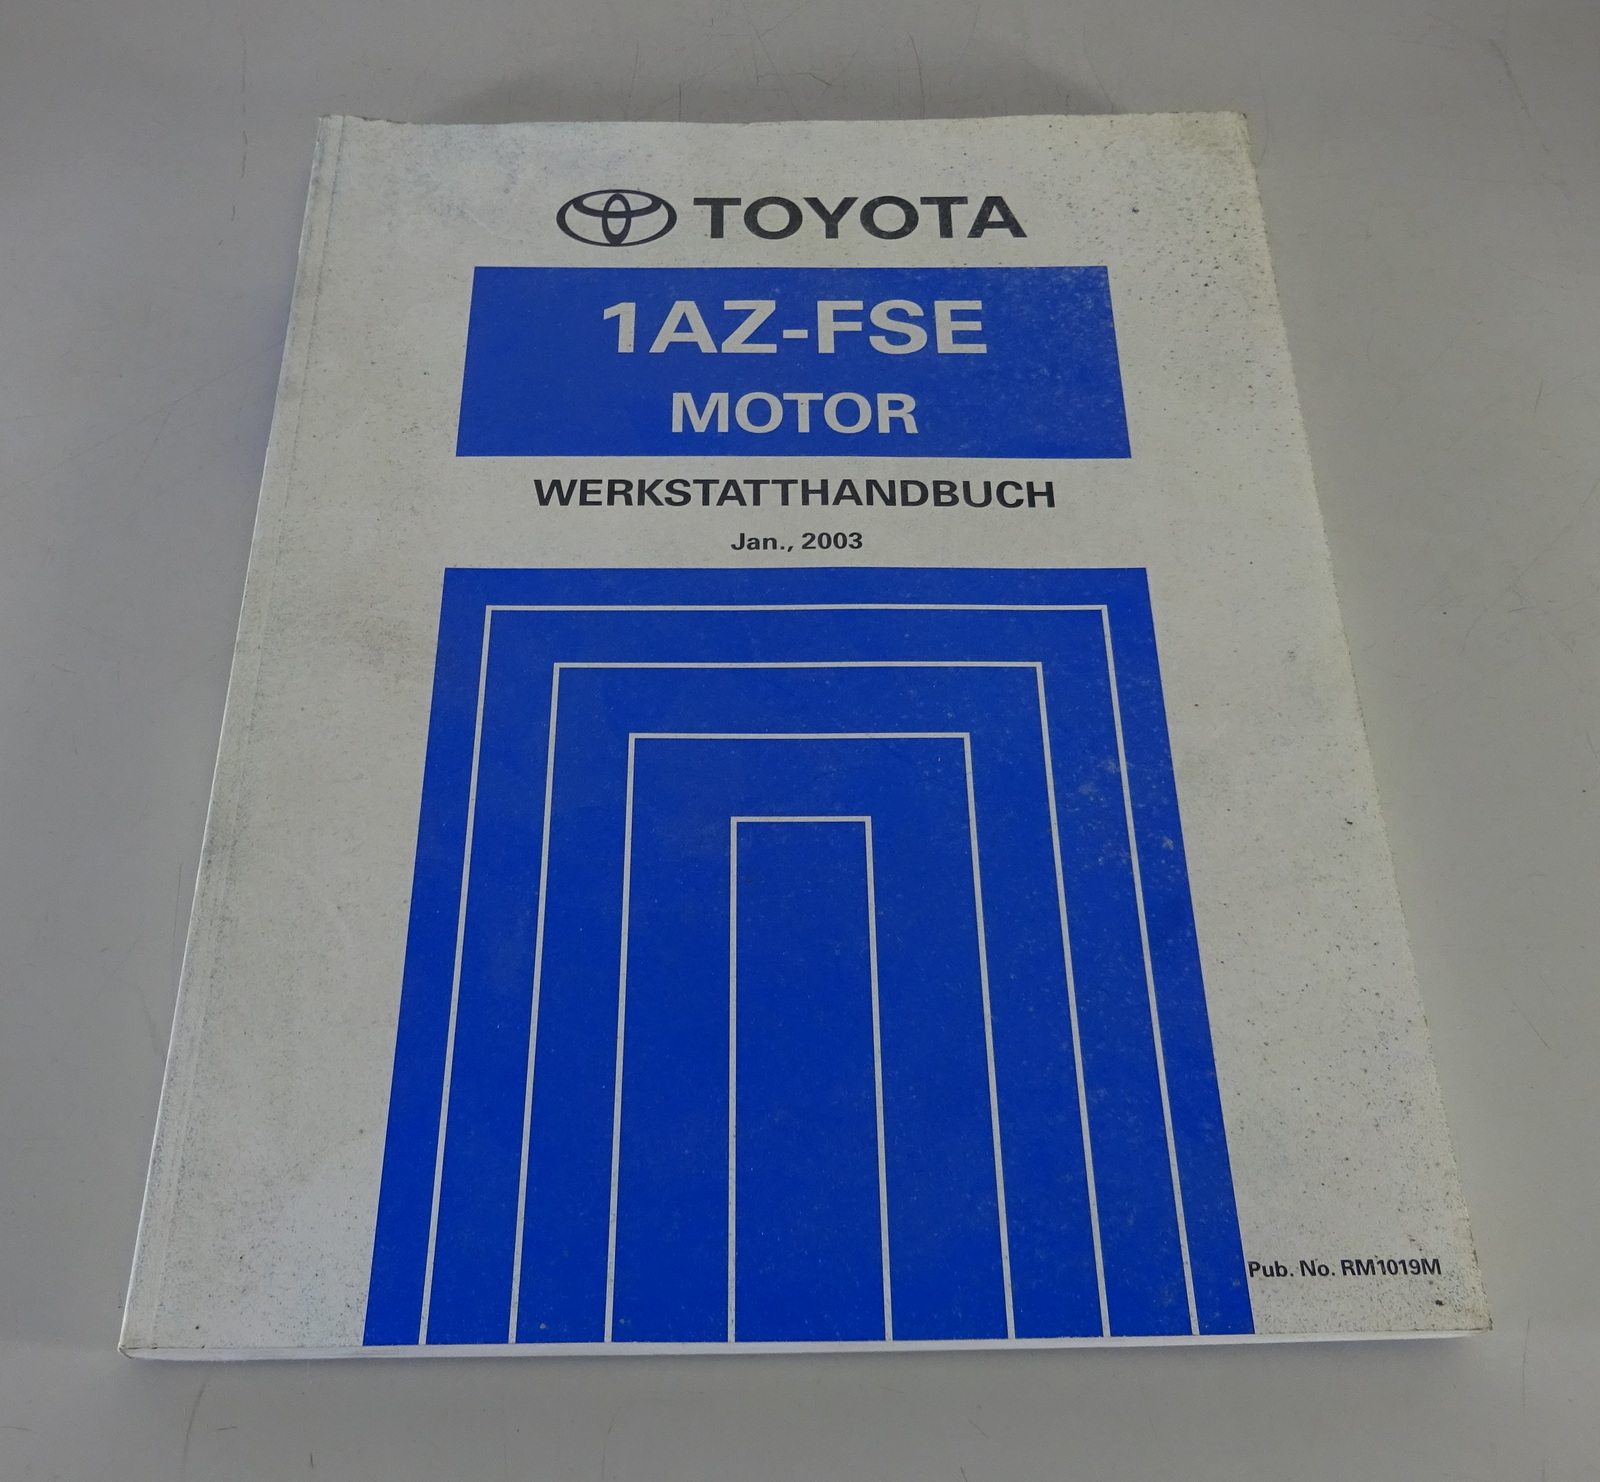 TOYOTA
1AZ-FSE
MOTOR
WERKSTATTHANDBUCH
Jan., 2003
Pub. No. RM1019M